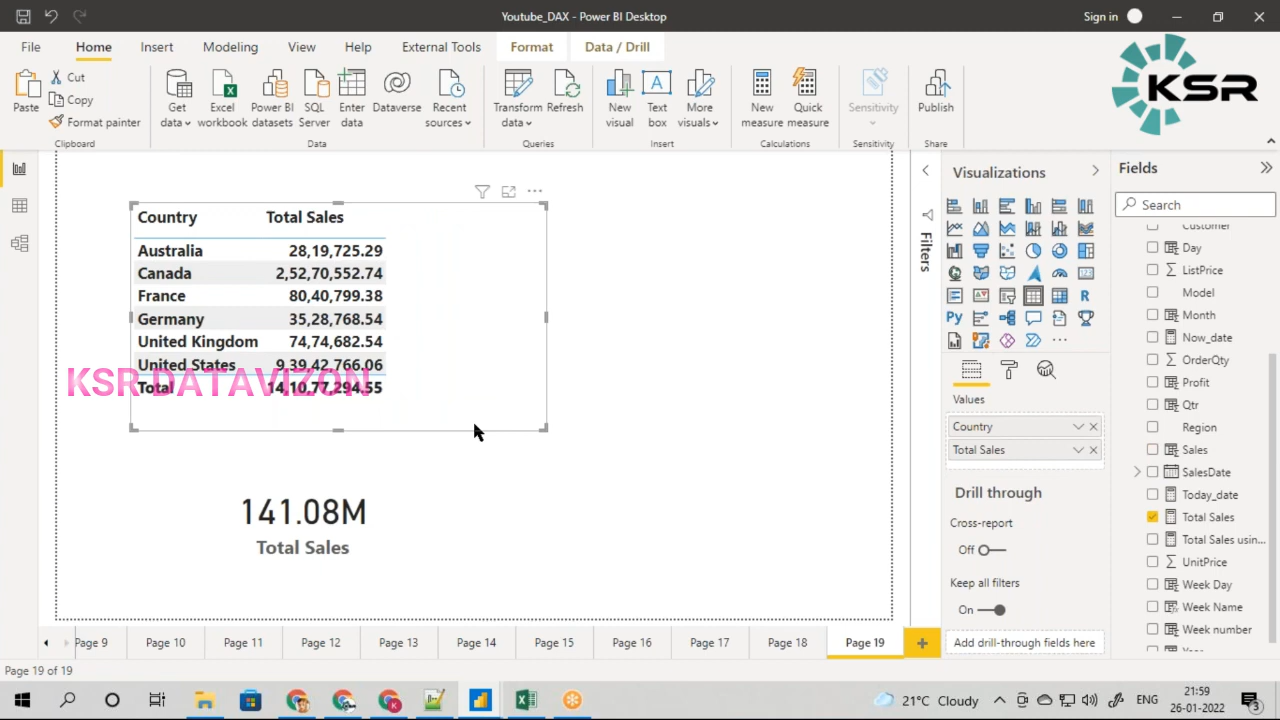 Youtube_DAX - Power BI Desktop
Sign in
File Home Insert Modeling View Help External Tools Format Data / Drill
KSR
Paste
Cut
Copy
Format painter
Clipboard
Get data
Excel workbook
Power BI datasets
SQL Server
Enter data
Dataverse
Recent sources
Data
Transform data
Refresh
Queries
New visual
Text box
More visuals
Insert
New measure
Quick measure
Calculations
Sensitivity
Sensitivity
Publish
Share
Country Total Sales
Australia 28,19,725.29
Canada 2,52,70,552.74
France 80,40,799.38
Germany 35,28,768.54
United Kingdom 74,74,682.54
United States 9,39,42,766.06
Total 14,10,77,294.55
KSR DATAVIZON
141.08M
Total Sales
Filters
Visualizations
R
Py
Values
Country
Total Sales
Drill through
Cross-report
Off
Keep all filters
On
Add drill-through fields here
Fields
Search
Customer
Day
ListPrice
Model
Month
Now_date
OrderQty
Profit
Qtr
Region
Sales
SalesDate
Today_date
Total Sales
Total Sales usin...
UnitPrice
Week Day
Week Name
Week number
Page 9 Page 10 Page 11 Page 12 Page 13 Page 14 Page 15 Page 16 Page 17 Page 18 Page 19
Page 19 of 19
21°C Cloudy
ENG
21:59
26-01-2022
3